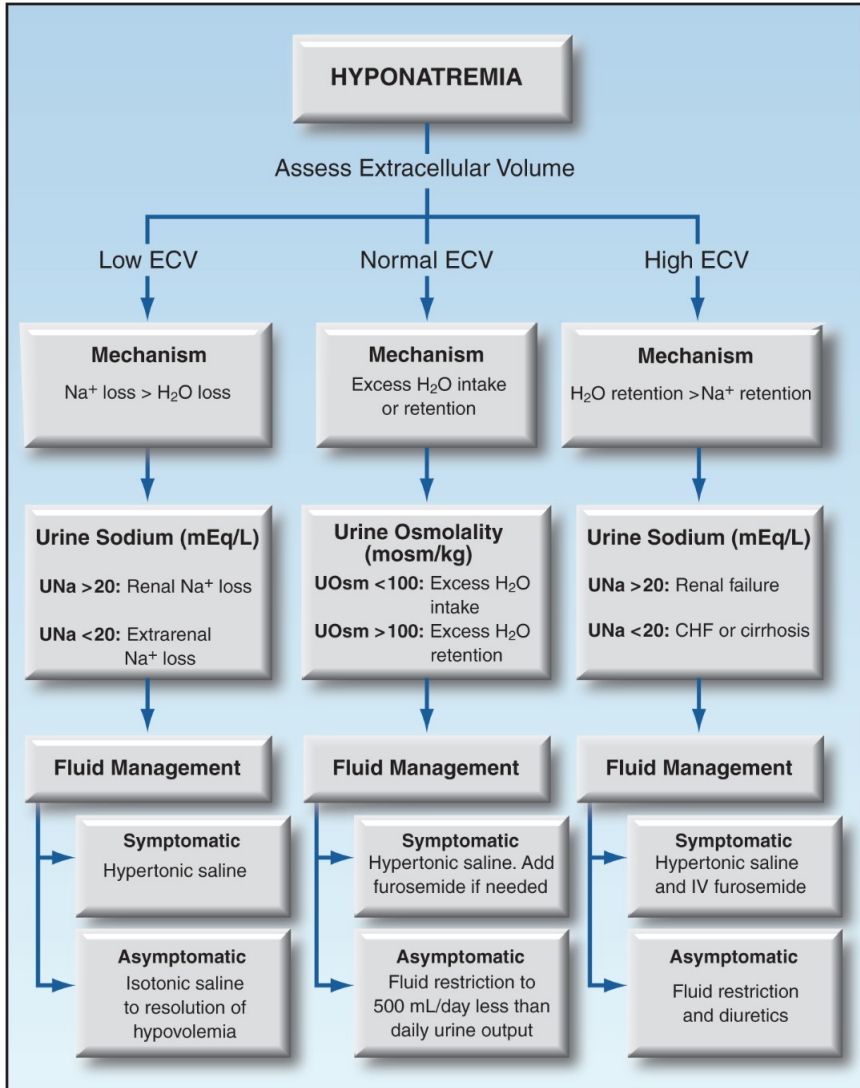 HYPONATREMIA
Assess Extracellular Volume
Low ECV
Normal ECV
High ECV
Mechanism
Na⁺ loss > H₂O loss
Mechanism
Excess H₂O intake
or retention
Mechanism
H₂O retention >Na⁺ retention
Urine Sodium (mEq/L)
UNa >20: Renal Na⁺ loss
UNa <20: Extrarenal
Na⁺ loss
Urine Osmolality
(mosm/kg)
UOsm <100: Excess H₂O
intake
UOsm >100: Excess H₂O
retention
Urine Sodium (mEq/L)
UNa >20: Renal failure
UNa <20: CHF or cirrhosis
Fluid Management
Symptomatic
Hypertonic saline
Asymptomatic
Isotonic saline
to resolution of
hypovolemia
Fluid Management
Symptomatic
Hypertonic saline. Add
furosemide if needed
Asymptomatic
Fluid restriction to
500 mL/day less than
daily urine output
Fluid Management
Symptomatic
Hypertonic saline
and IV furosemide
Asymptomatic
Fluid restriction
and diuretics